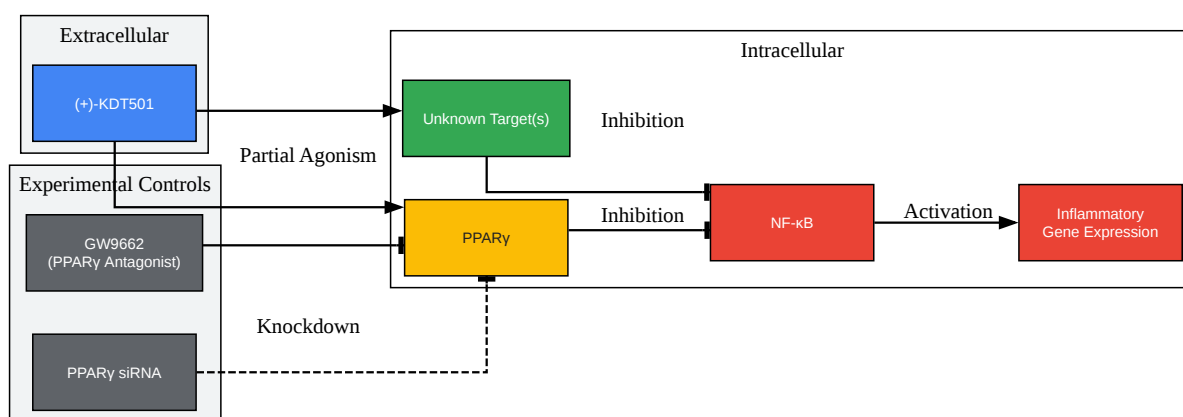 Extracellular
Intracellular
(+)-KDT501
Unknown Target(s)
Inhibition
Partial Agonism
Experimental Controls
GW9662
(PPARγ Antagonist)
PPARγ
Inhibition
NF-κB
Activation
Inflammatory
Gene Expression
Knockdown
PPARγ siRNA